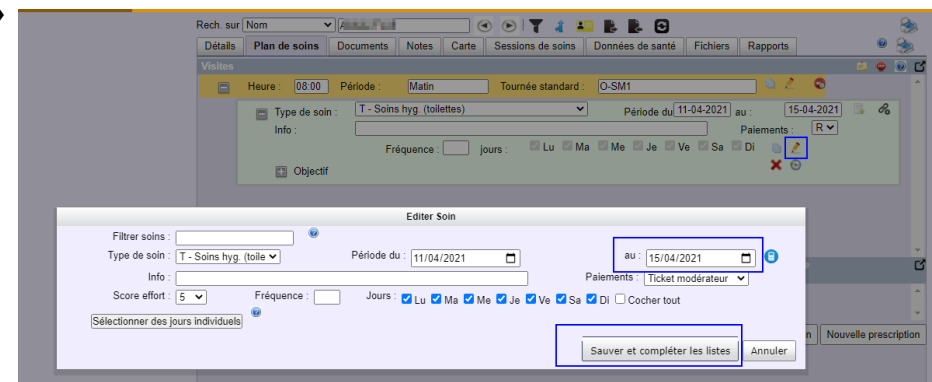 Rech. sur Nom
Détails Plan de soins Documents Notes Carte Sessions de soins Données de santé Fichiers Rapports
Visites
Heure : 08:00 Période : Matin Tournée standard : O-SM1
Type de soin : T - Soins hyg. (toilettes) Période du 11-04-2021 au : 15-04-2021
Info : Paiements : R
Fréquence : jours : Lu Ma Me Je Ve Sa Di
Objectif
Editer Soin
Filtrer soins :
Type de soin : T - Soins hyg. (toile Période du : 11/04/2021 au : 15/04/2021
Info : Paiements : Ticket modérateur
Score effort : 5 Fréquence : Jours : Lu Ma Me Je Ve Sa Di Cocher tout
Sélectionner des jours individuels
Sauver et compléter les listes Annuler
n Nouvelle prescription